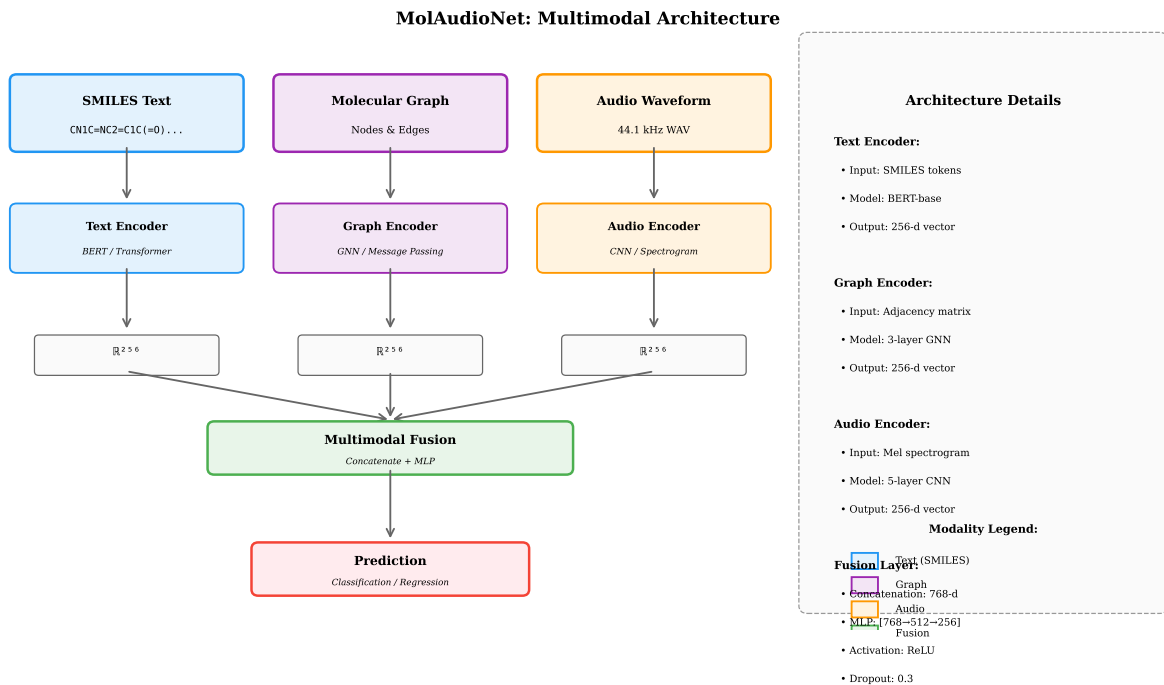 MolAudioNet: Multimodal Architecture
SMILES Text
CN1C=NC2=C1C(=O)...
Molecular Graph
Nodes & Edges
Audio Waveform
44.1 kHz WAV
Text Encoder
BERT / Transformer
Graph Encoder
GNN / Message Passing
Audio Encoder
CNN / Spectrogram
ℝ²⁵⁶
ℝ²⁵⁶
ℝ²⁵⁶
Multimodal Fusion
Concatenate + MLP
Prediction
Classification / Regression
Architecture Details
Text Encoder:
• Input: SMILES tokens
• Model: BERT-base
• Output: 256-d vector
Graph Encoder:
• Input: Adjacency matrix
• Model: 3-layer GNN
• Output: 256-d vector
Audio Encoder:
• Input: Mel spectrogram
• Model: 5-layer CNN
• Output: 256-d vector
Modality Legend:
Text (SMILES)
Fusion Layer:
Graph
• Concatenation: 768-d
Audio
• MLP: [768→512→256]
Fusion
• Activation: ReLU
• Dropout: 0.3